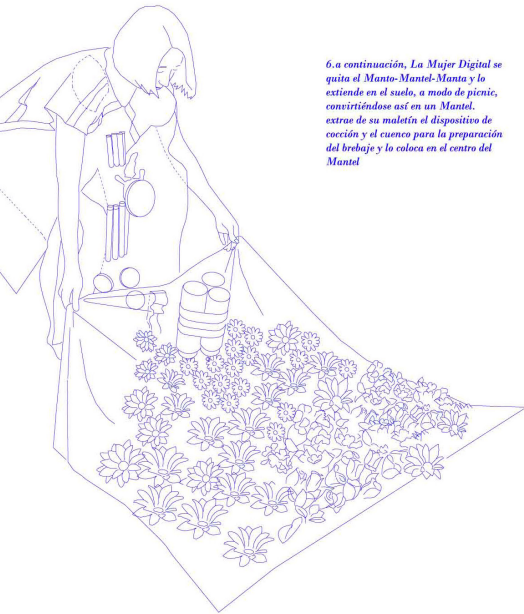 6.a continuación, La Mujer Digital se
quita el Manto-Mantel-Manta y lo
extiende en el suelo, a modo de picnic,
convirtiéndose así en un Mantel.
extrae de su maletín el dispositivo de
cocción y el cuenco para la preparación
del brebaje y lo coloca en el centro del
Mantel